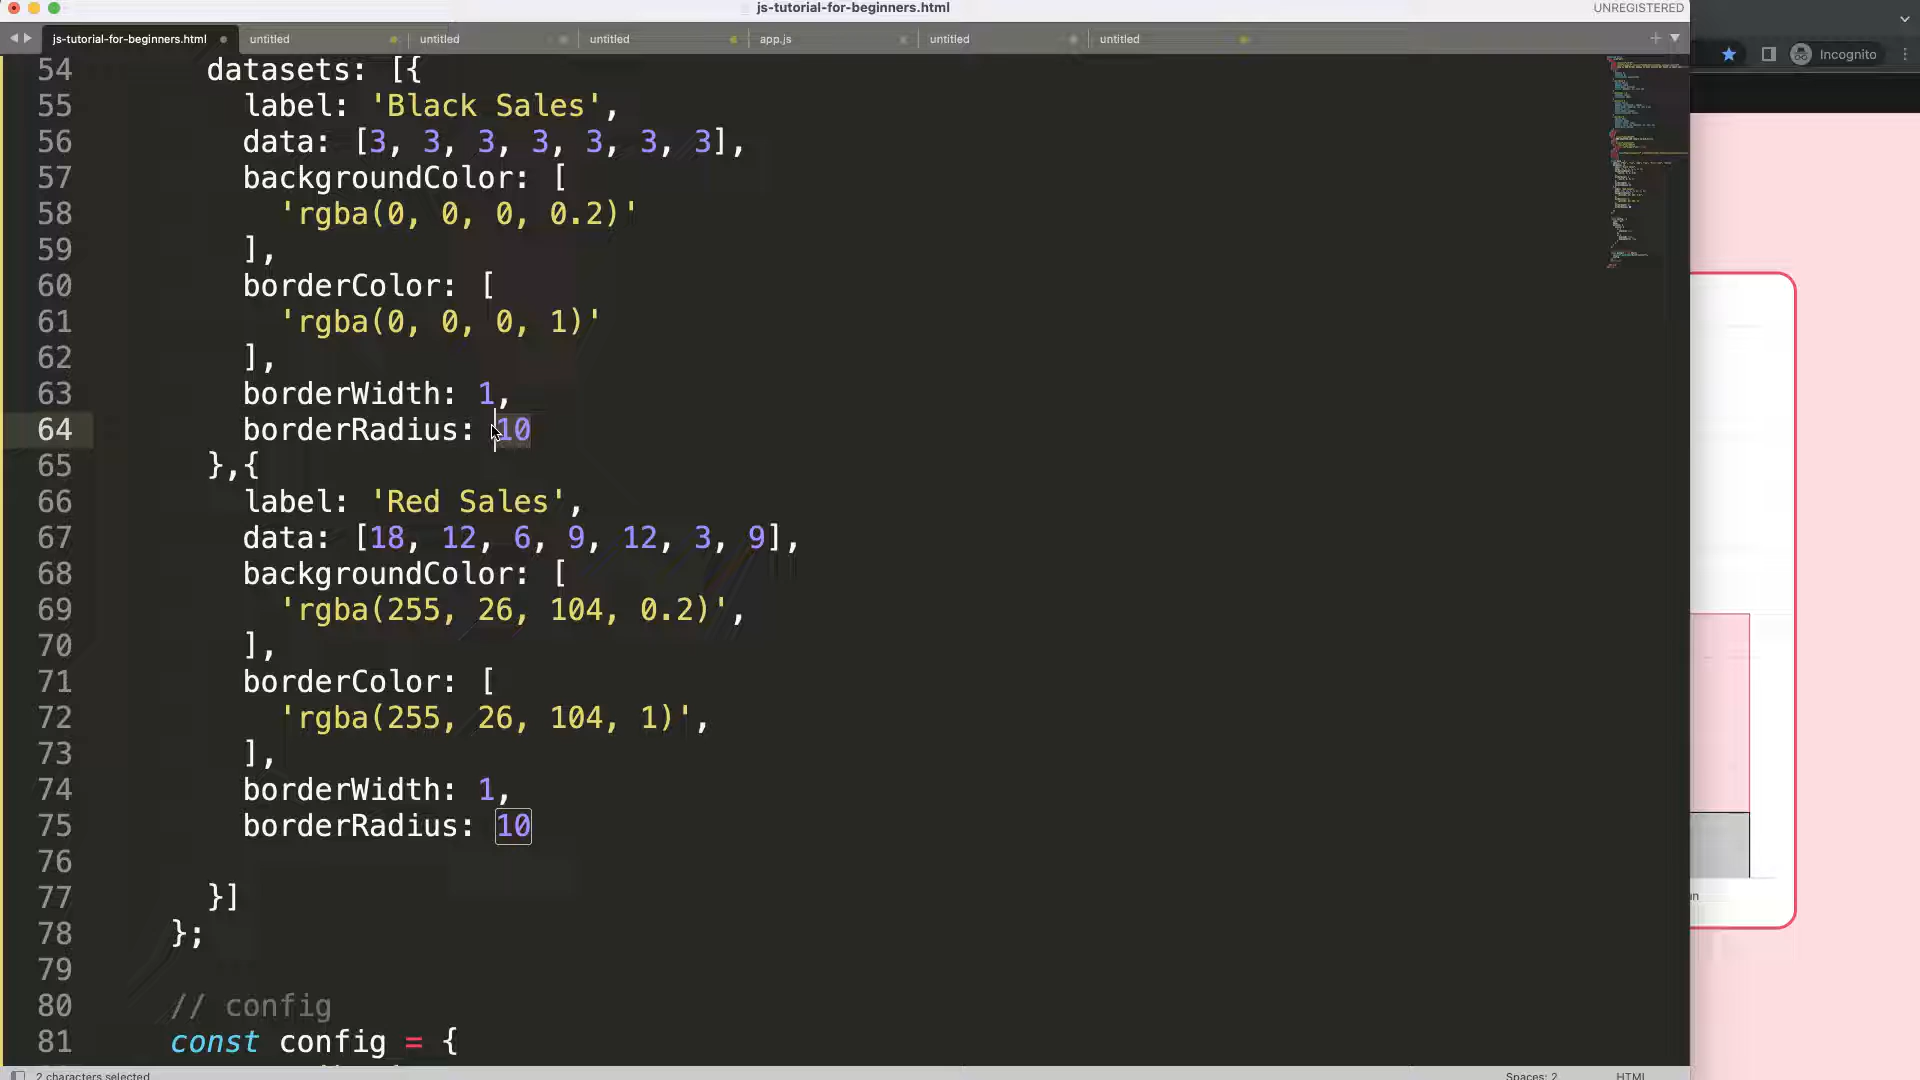 js-tutorial-for-beginners.html
UNREGISTERED
js-tutorial-for-beginners.html untitled untitled untitled app.js untitled untitled
Incognito
54 datasets: [{
55 label: 'Black Sales',
56 data: [3, 3, 3, 3, 3, 3, 3],
57 backgroundColor: [
58 'rgba(0, 0, 0, 0.2)'
59 ],
60 borderColor: [
61 'rgba(0, 0, 0, 1)'
62 ],
63 borderWidth: 1,
64 borderRadius: 10
65 },{
66 label: 'Red Sales',
67 data: [18, 12, 6, 9, 12, 3, 9],
68 backgroundColor: [
69 'rgba(255, 26, 104, 0.2)',
70 ],
71 borderColor: [
72 'rgba(255, 26, 104, 1)',
73 ],
74 borderWidth: 1,
75 borderRadius: 10
76
77 }]
78 };
79
80 // config
81 const config = {
2 characters selected
Spaces: 2 HTML